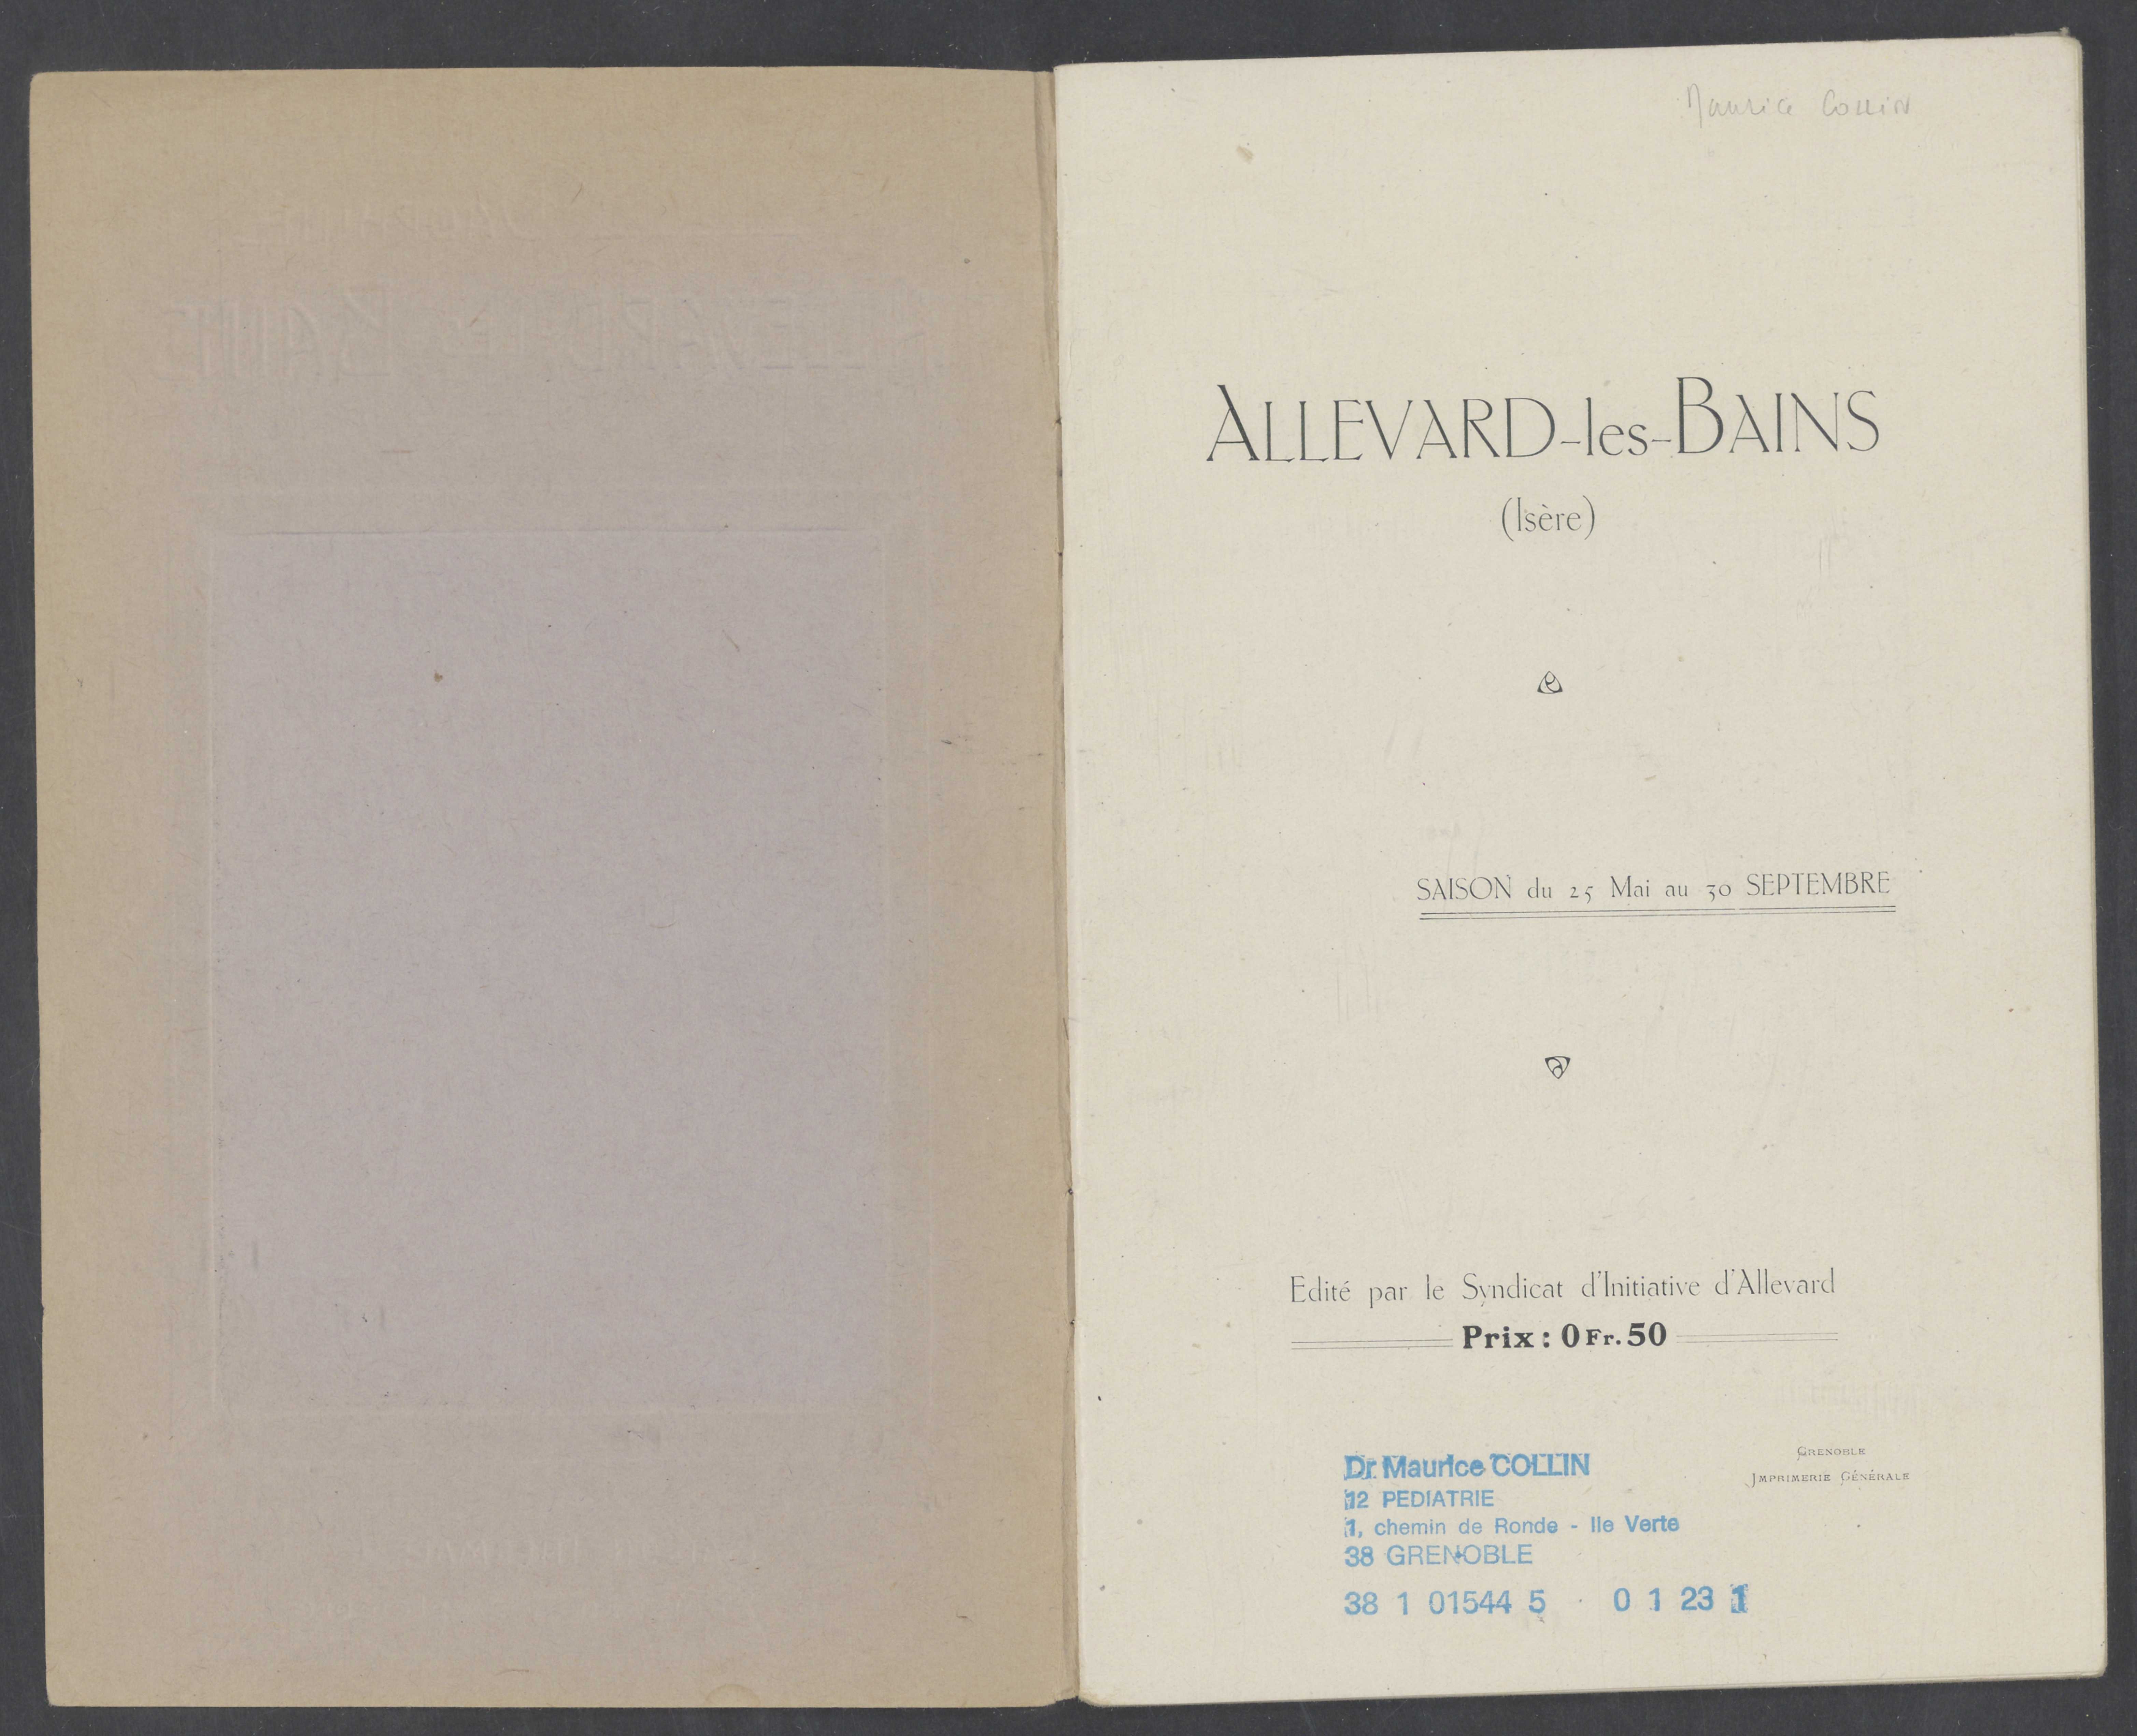 Maurice Collin
ALLEVARD-les-BAINS
(Isère)
SAISON du 25 Mai au 30 SEPTEMBRE
Edité par le Syndicat d'Initiative d'Allevard
Prix : 0 Fr. 50
GRENOBLE
IMPRIMERIE GÉNÉRALE
Dr Maurice COLLIN
12 PEDIATRIE
1, chemin de Ronde - Ile Verte
38 GRENOBLE
38 1 01544 5 0 1 23 1